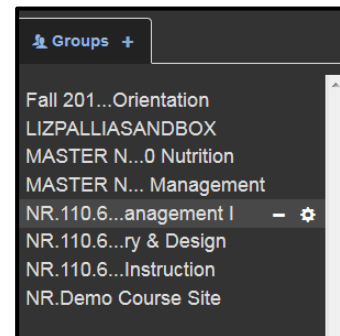 Groups +
Fall 201...Orientation
LIZPALLIASANDBOX
MASTER N...0 Nutrition
MASTER N... Management
NR.110.6...anagement I
NR.110.6...ry & Design
NR.110.6...Instruction
NR.Demo Course Site